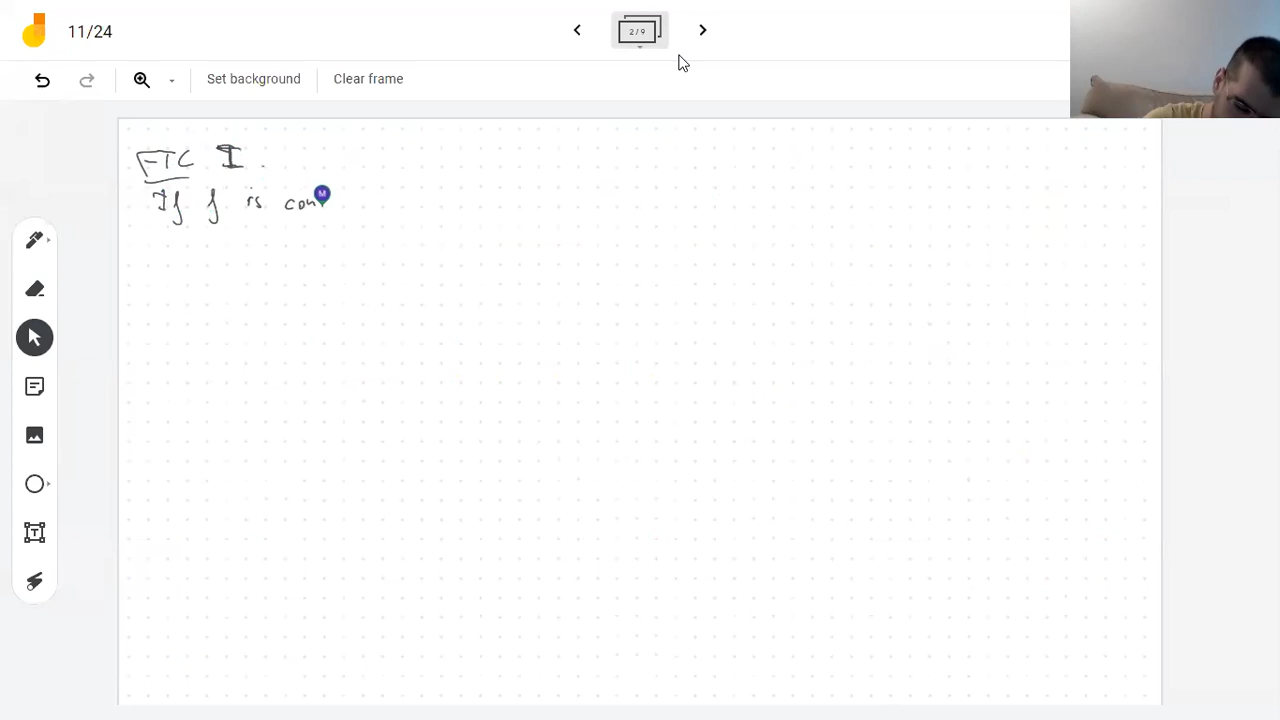 11/24
2/9
Set background
Clear frame
FTC I.
If f is con
M